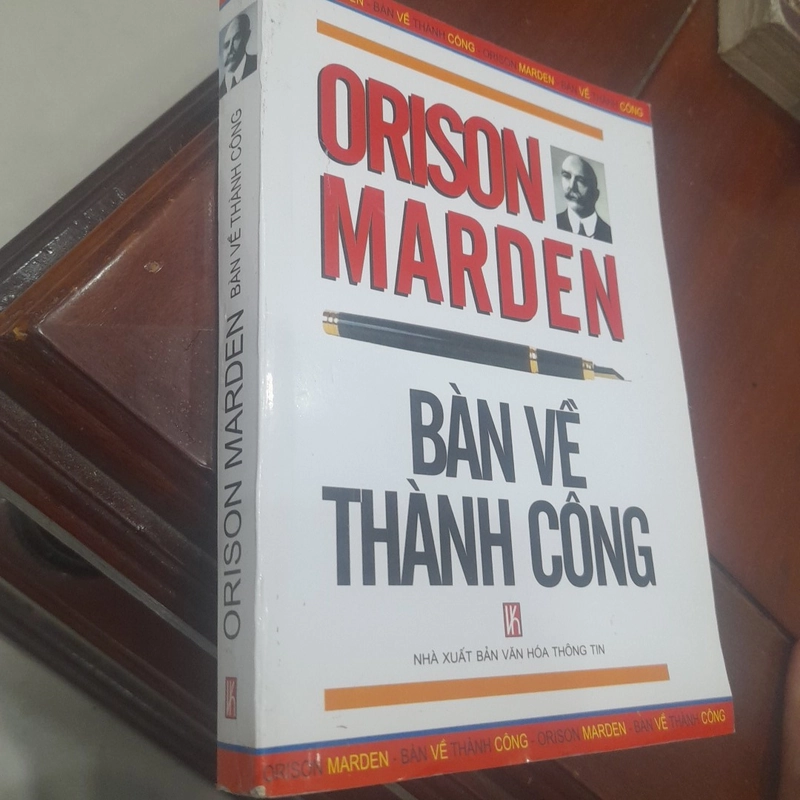 EN - BÀN VỀ THÀNH CÔNG - ORISON MARDEN - BÀN VỀ THÀNH CÔNG
ORISON
MARDEN
BÀN VỀ
THÀNH CÔNG
NHÀ XUẤT BẢN VĂN HÓA THÔNG TIN
ORISON MARDEN - BÀN VỀ THÀNH CÔNG - ORISON MARDEN - BÀN VỀ THÀNH CÔNG
ORISON MARDEN BÀN VỀ THÀNH CÔNG